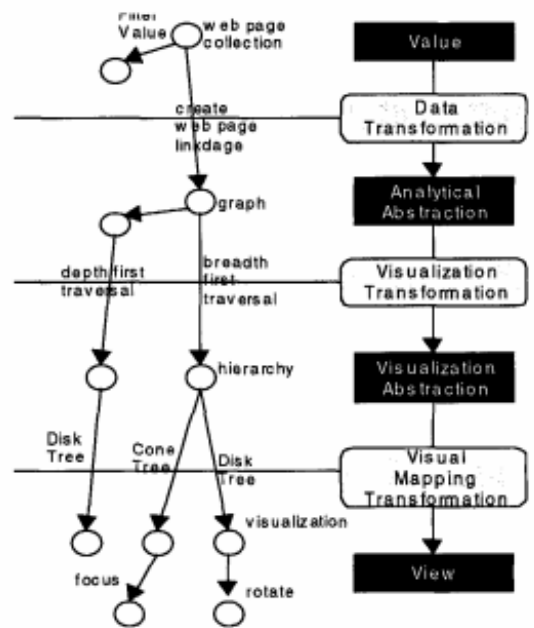 Filter
Value
web page
collection
Value
create
web page
linkdage
Data
Transformation
graph
Analytical
Abstraction
depth first
traversal
breadth
first
traversal
Visualization
Transformation
hierarchy
Visualization
Abstraction
Disk
Tree
Cone
Tree
Disk
Tree
Visual
Mapping
Transformation
visualization
focus
rotate
View